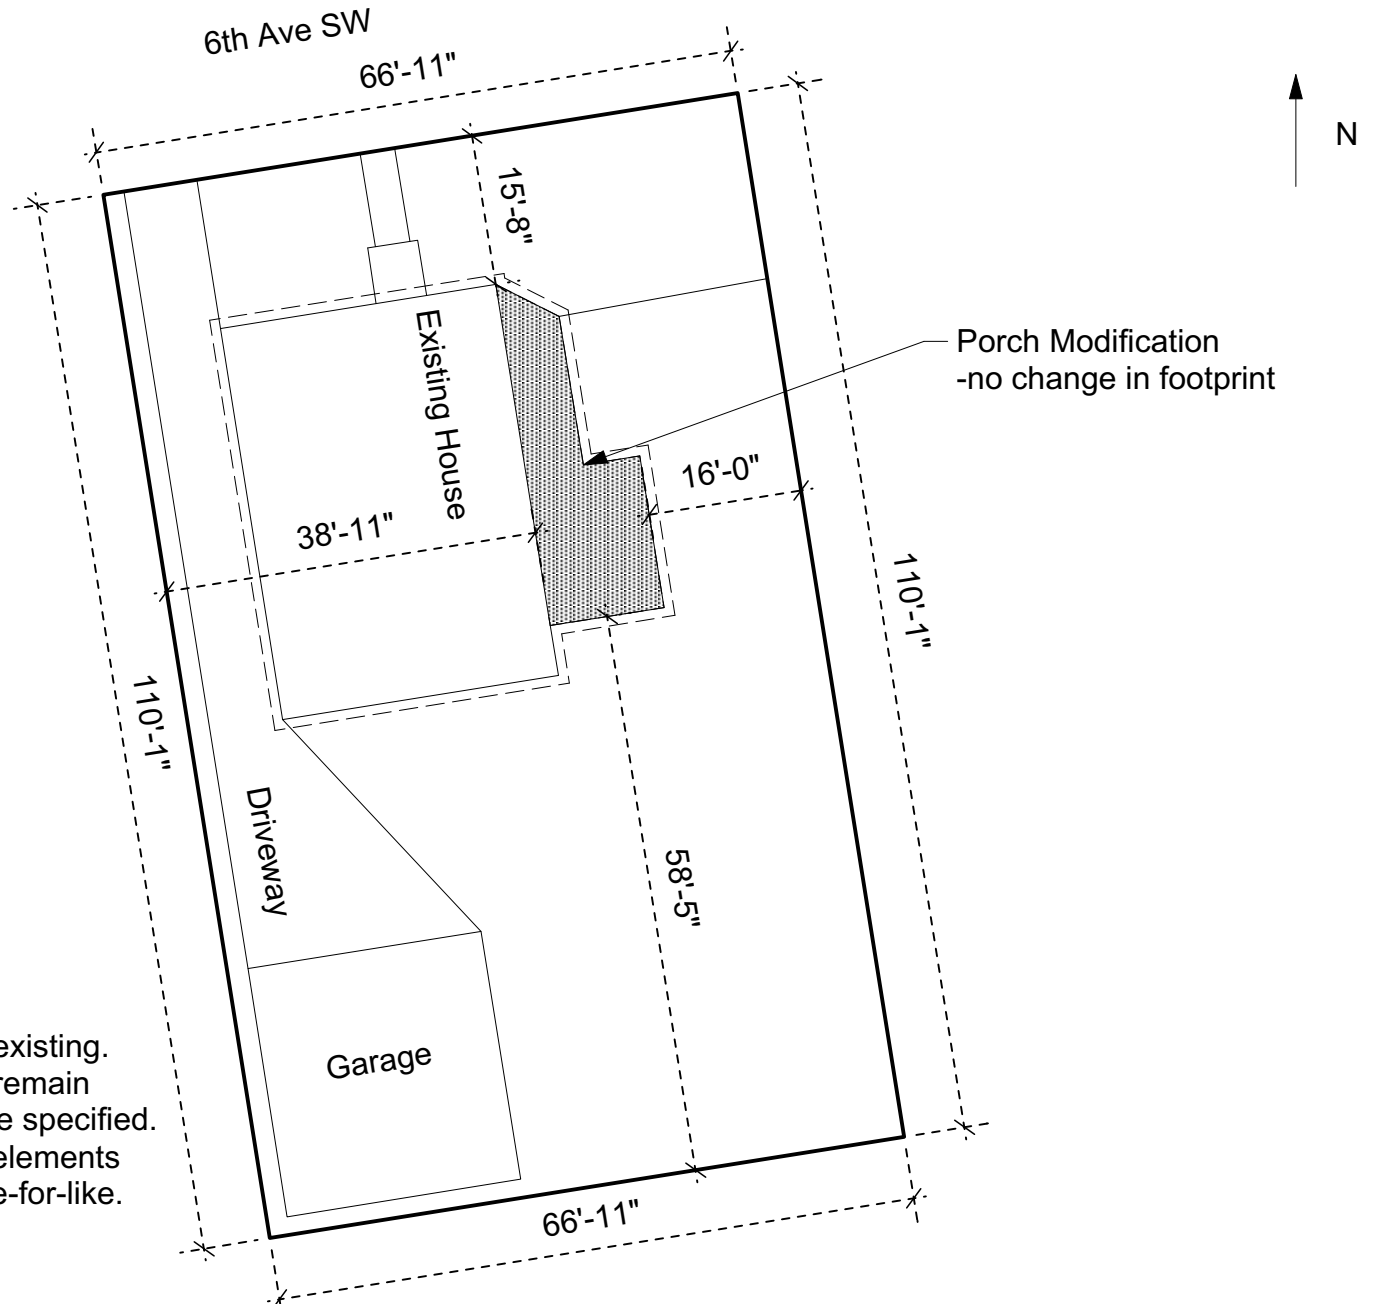 6th Ave SW
66'-11"
N
15'-8"
Existing House
Porch Modification
-no change in footprint
16'-0"
38'-11"
110'-1"
110'-1"
Driveway
58'-5"
existing.
remain
specified.
elements
-for-like.
Garage
66'-11"